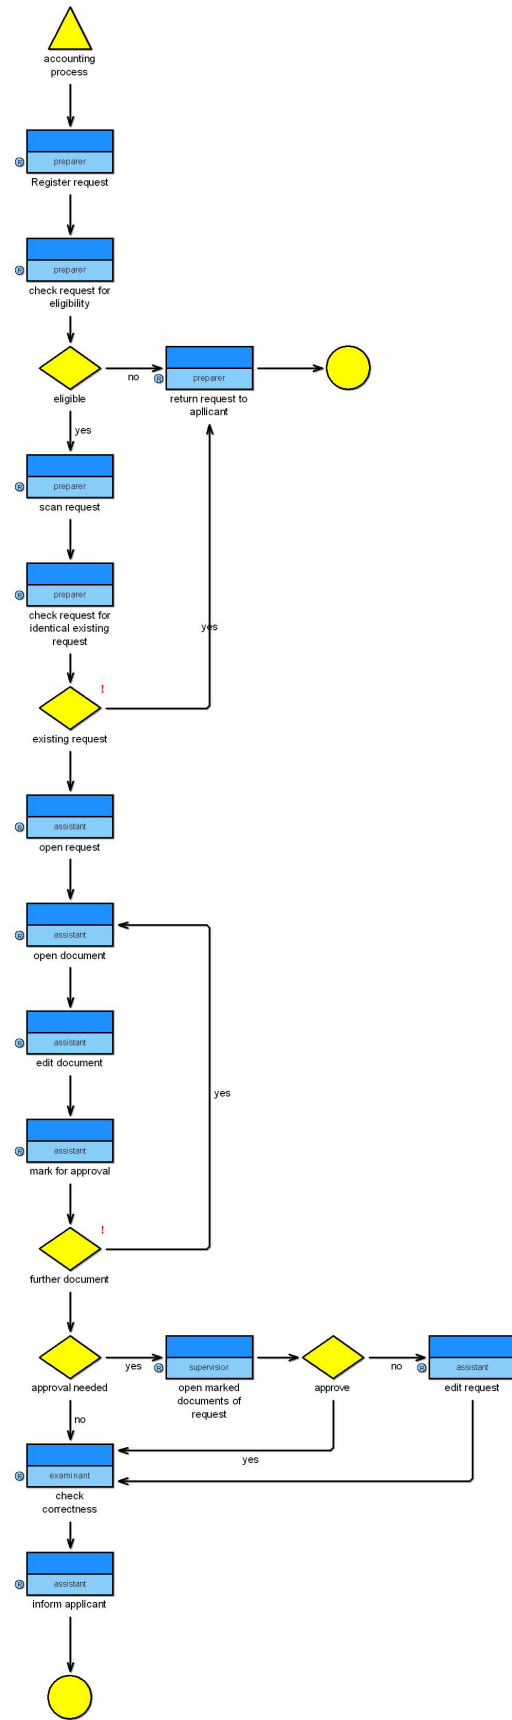 accounting
process
preparer
R
Register request
preparer
R
check request for
eligibility
no
eligible
preparer
R
return request to
apllicant
yes
preparer
R
scan request
preparer
R
check request for
identical existing
request
yes
!
existing request
assistant
R
open request
assistant
R
open document
assistant
R
edit document
yes
assistant
R
mark for approval
!
further document
approval needed
yes
supervisior
R
open marked
documents of
request
approve
no
assistant
R
edit request
no
yes
examinant
R
check
correctness
assistant
R
inform applicant